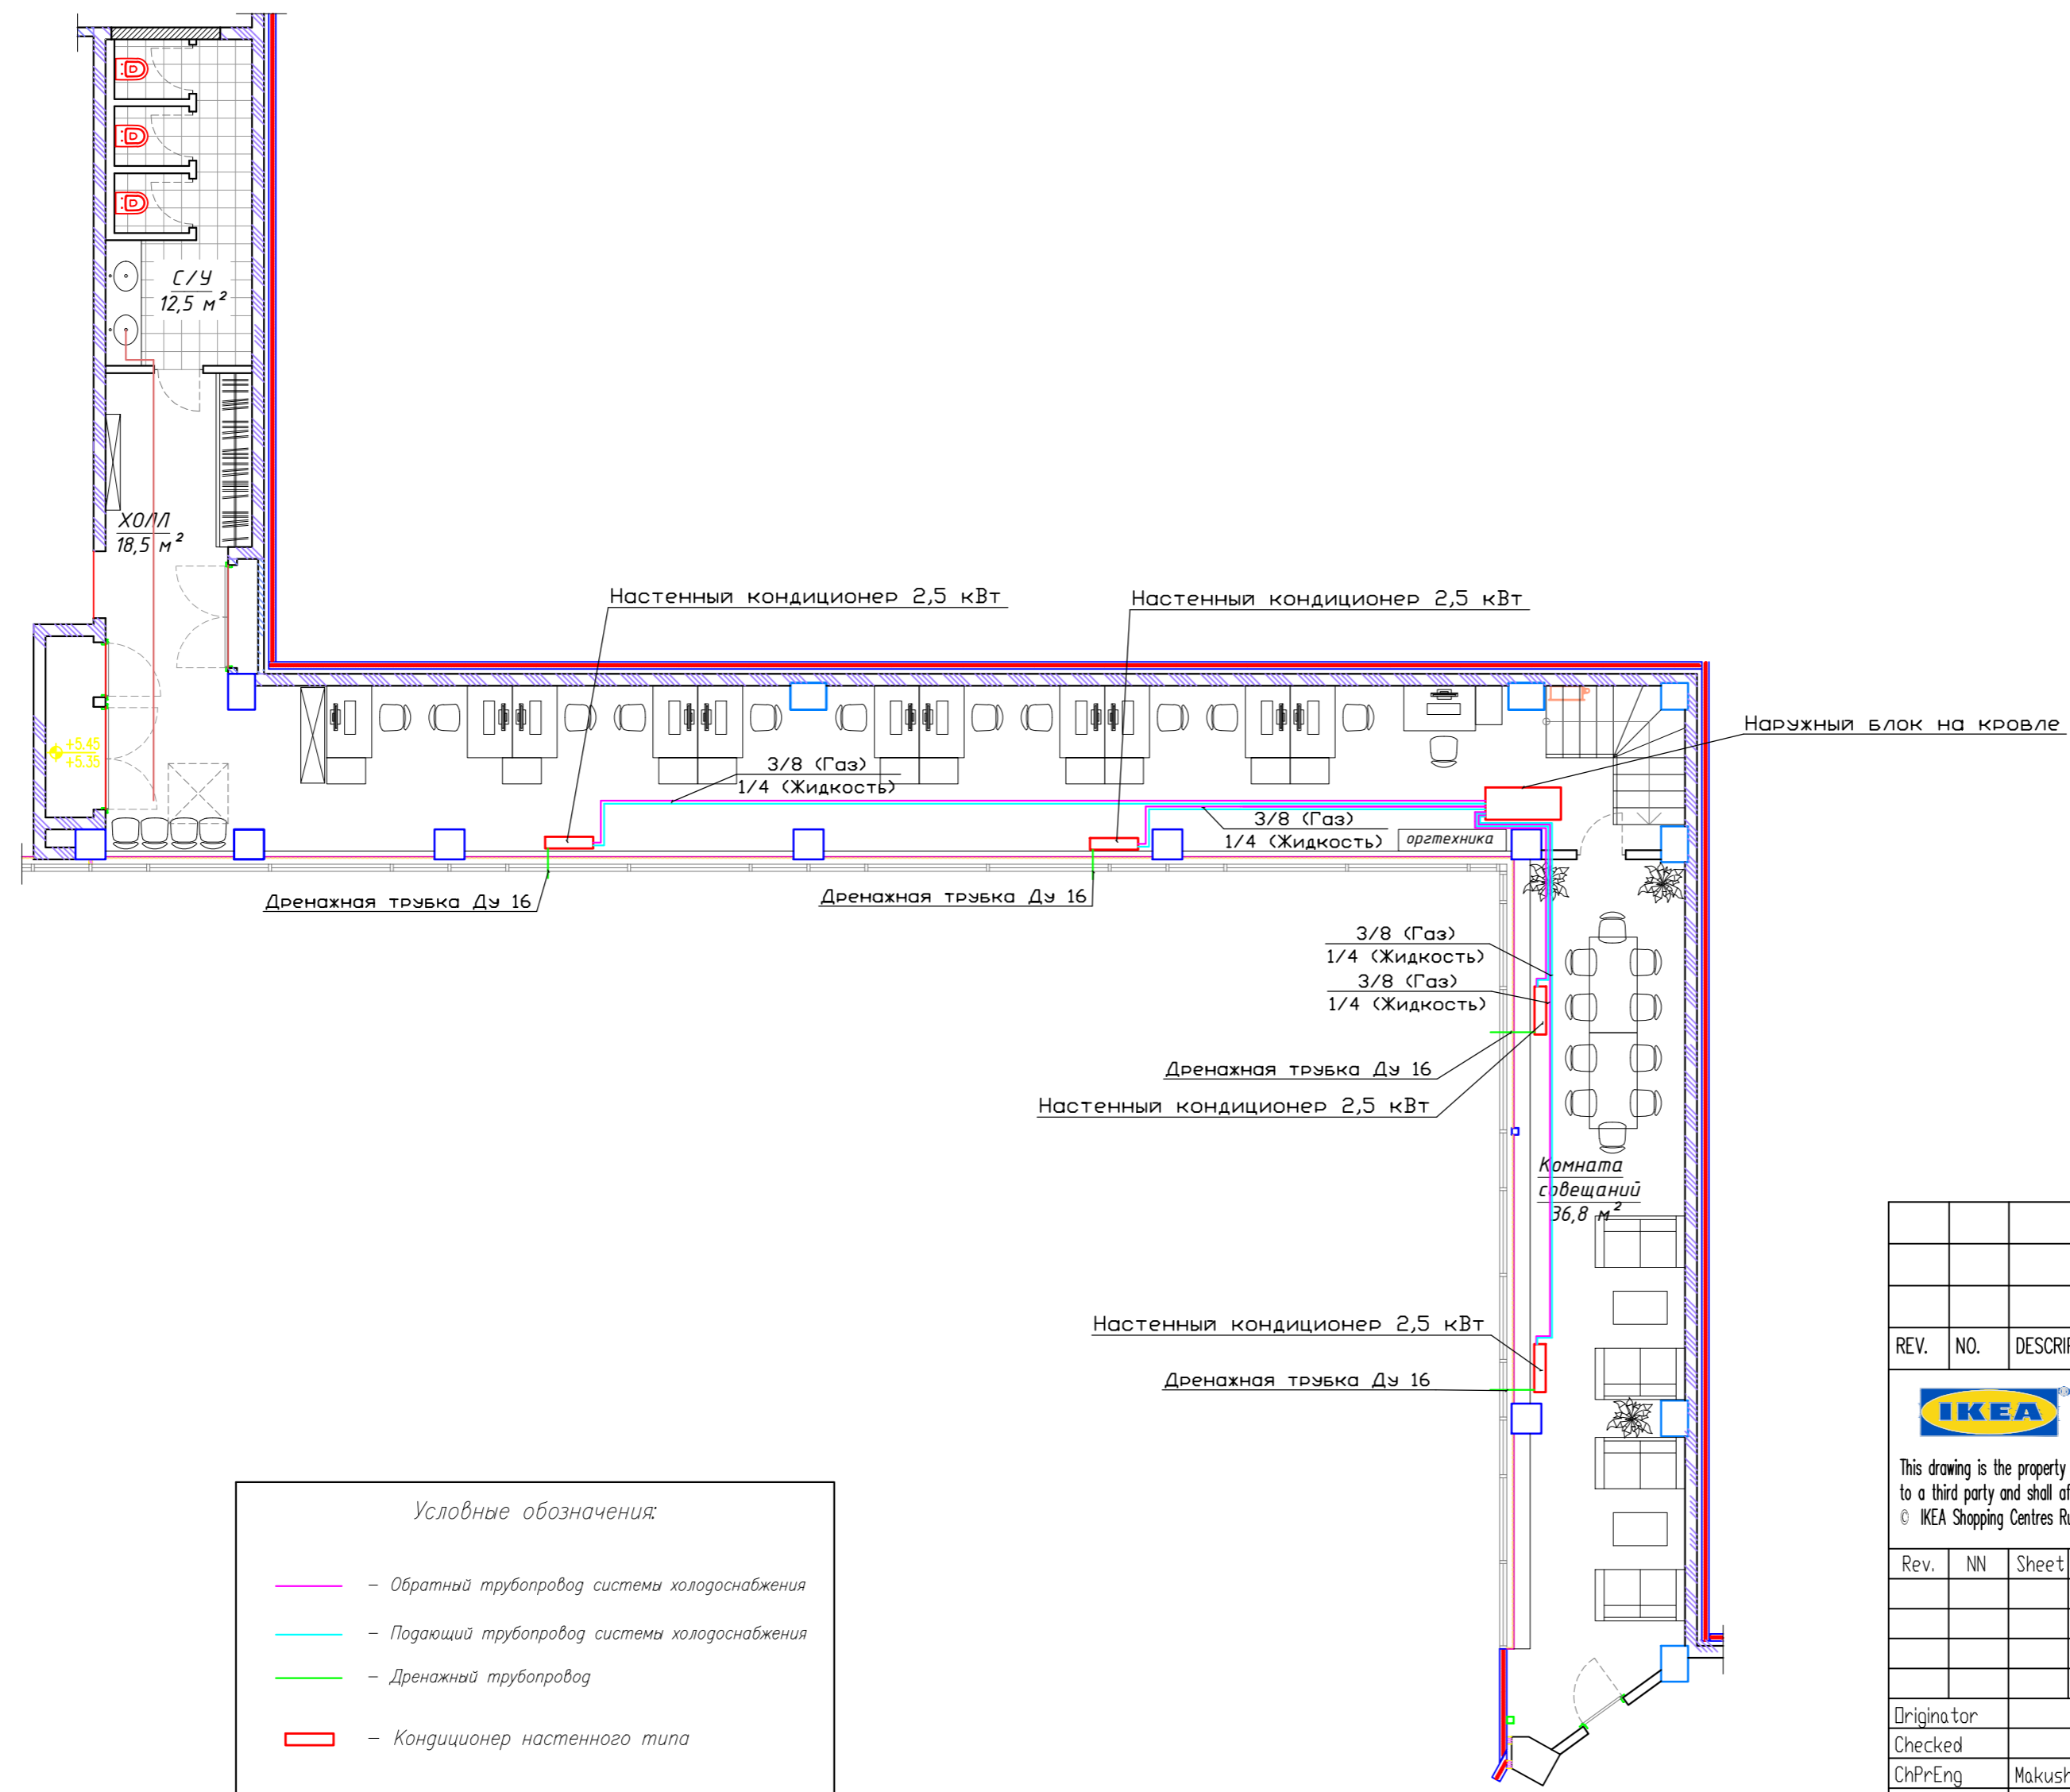 С/У
12,5 м²
ХОЛЛ
18,5 м²
Настенный кондиционер 2,5 кВт
Настенный кондиционер 2,5 кВт
Наружный блок на кровле
+5.45
+5.35
3/8 (Газ)
1/4 (Жидкость)
3/8 (Газ)
1/4 (Жидкость)
оргтехника
Дренажная трубка Ду 16
Дренажная трубка Ду 16
3/8 (Газ)
1/4 (Жидкость)
3/8 (Газ)
1/4 (Жидкость)
Дренажная трубка Ду 16
Настенный кондиционер 2,5 кВт
Комната
совещаний
36,8 м²
Настенный кондиционер 2,5 кВт
Дренажная трубка Ду 16
Условные обозначения:
– Обратный трубопровод системы холодоснабжения
– Подающий трубопровод системы холодоснабжения
– Дренажный трубопровод
– Кондиционер настенного типа
REV. NO.
IKEA ®
This drawing is the property
to a third party and shall
© IKEA Shopping Centres
Rev. NN Sheet
Originator
Checked
ChPrEng